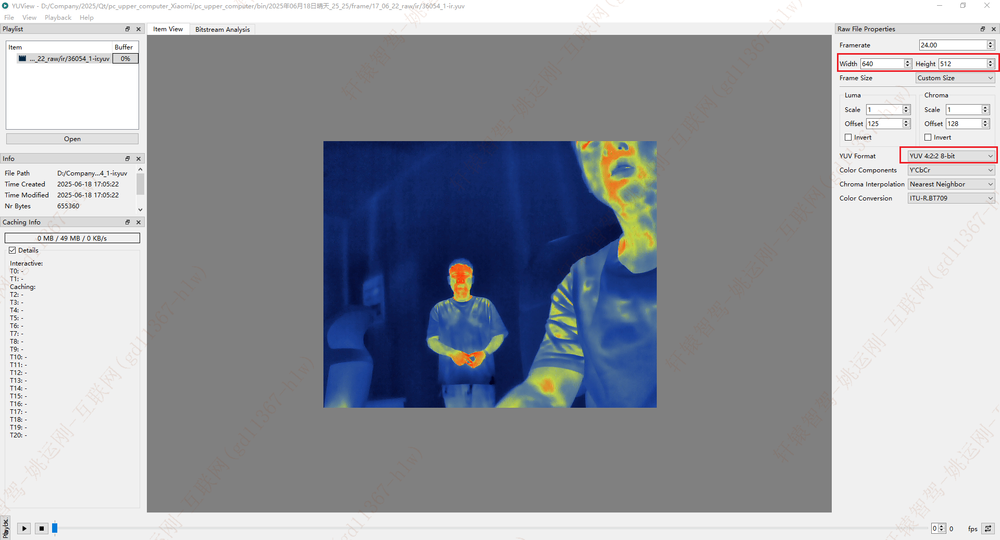 YUView - D:/Company/2025/Qt/pc_upper_computer_Xiaomi/pc_upper_computer/bin/2025年06月18日晴天_25_25/frame/17_06_22_raw/ir/36054_1-ir.yuv
File View Playback Help
Playlist
Item Buffer
..._22_raw/ir/36054_1-ir.yuv 0%
Open
Info
File Path D:/Company...4_1-ir.yuv
Time Created 2025-06-18 17:05:22
Time Modified 2025-06-18 17:05:22
Nr Bytes 655360
Caching Info
0 MB / 49 MB / 0 KB/s
Details
Interactive:
T0: -
T1: -
Caching:
T2: -
T3: -
T4: -
T5: -
T6: -
T7: -
T8: -
T9: -
T10: -
T11: -
T12: -
T13: -
T14: -
T15: -
T16: -
T17: -
T18: -
T19: -
T20: -
Item View Bitstream Analysis
Raw File Properties
Framerate 24.00
Width 640 Height 512
Frame Size Custom Size
Luma Chroma
Scale 1 Scale 1
Offset 125 Offset 128
Invert Invert
YUV Format YUV 4:2:2 8-bit
Color Components Y'CbCr
Chroma Interpolation Nearest Neighbor
Color Conversion ITU-R.BT709
0 0 fps
轩辕智驾-姚运刚-互联网(gd11367-hlw)